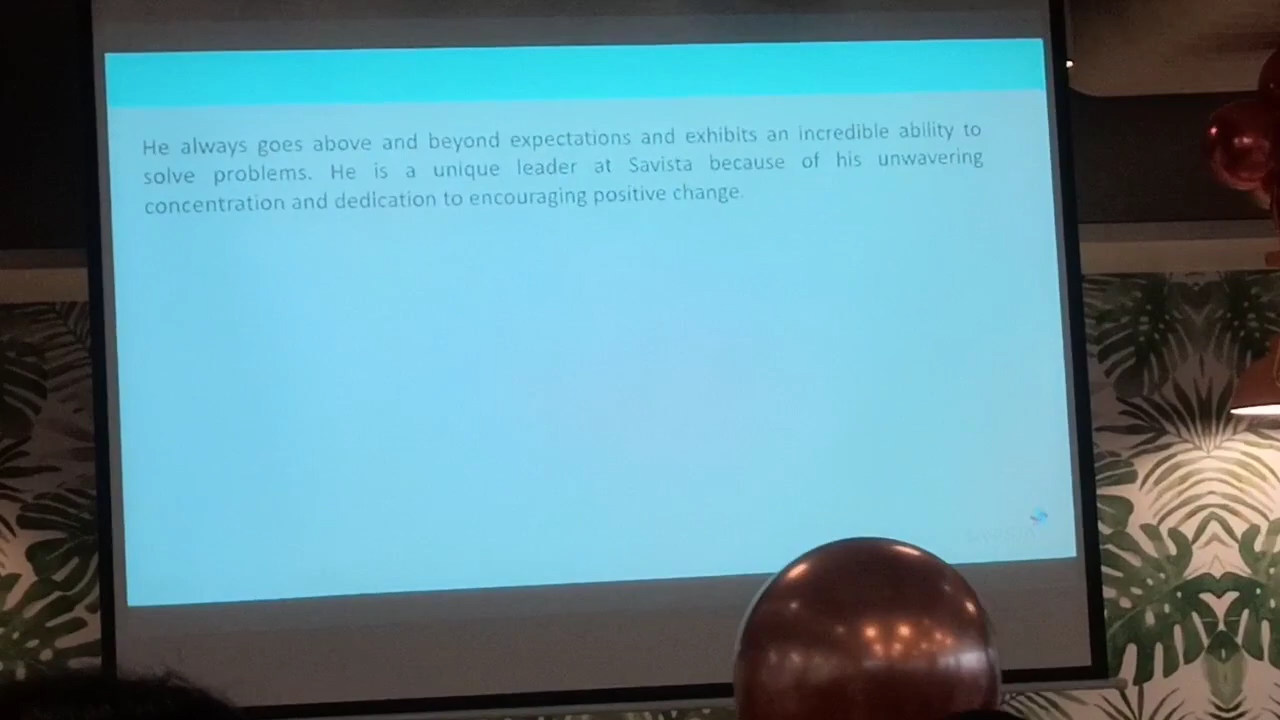 He always goes above and beyond expectations and exhibits an incredible ability to
solve problems. He is a unique leader at Savista because of his unwavering
concentration and dedication to encouraging positive change.